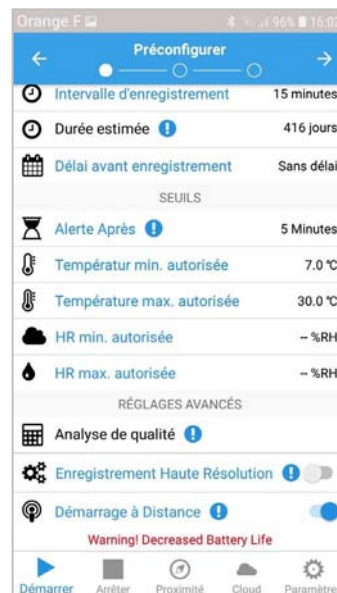 Orange F 96% 16:02
Préconfigurer
Intervalle d'enregistrement 15 minutes
Durée estimée 416 jours
Délai avant enregistrement Sans délai
SEUILS
Alerte Après 5 Minutes
Températur min. autorisée 7.0 °C
Température max. autorisée 30.0 °C
HR min. autorisée -- %RH
HR max. autorisée -- %RH
RÉGLAGES AVANCÉS
Analyse de qualité
Enregistrement Haute Résolution
Démarrage à Distance
Warning! Decreased Battery Life
Démarrer Arrêter Proximité Cloud Paramètre